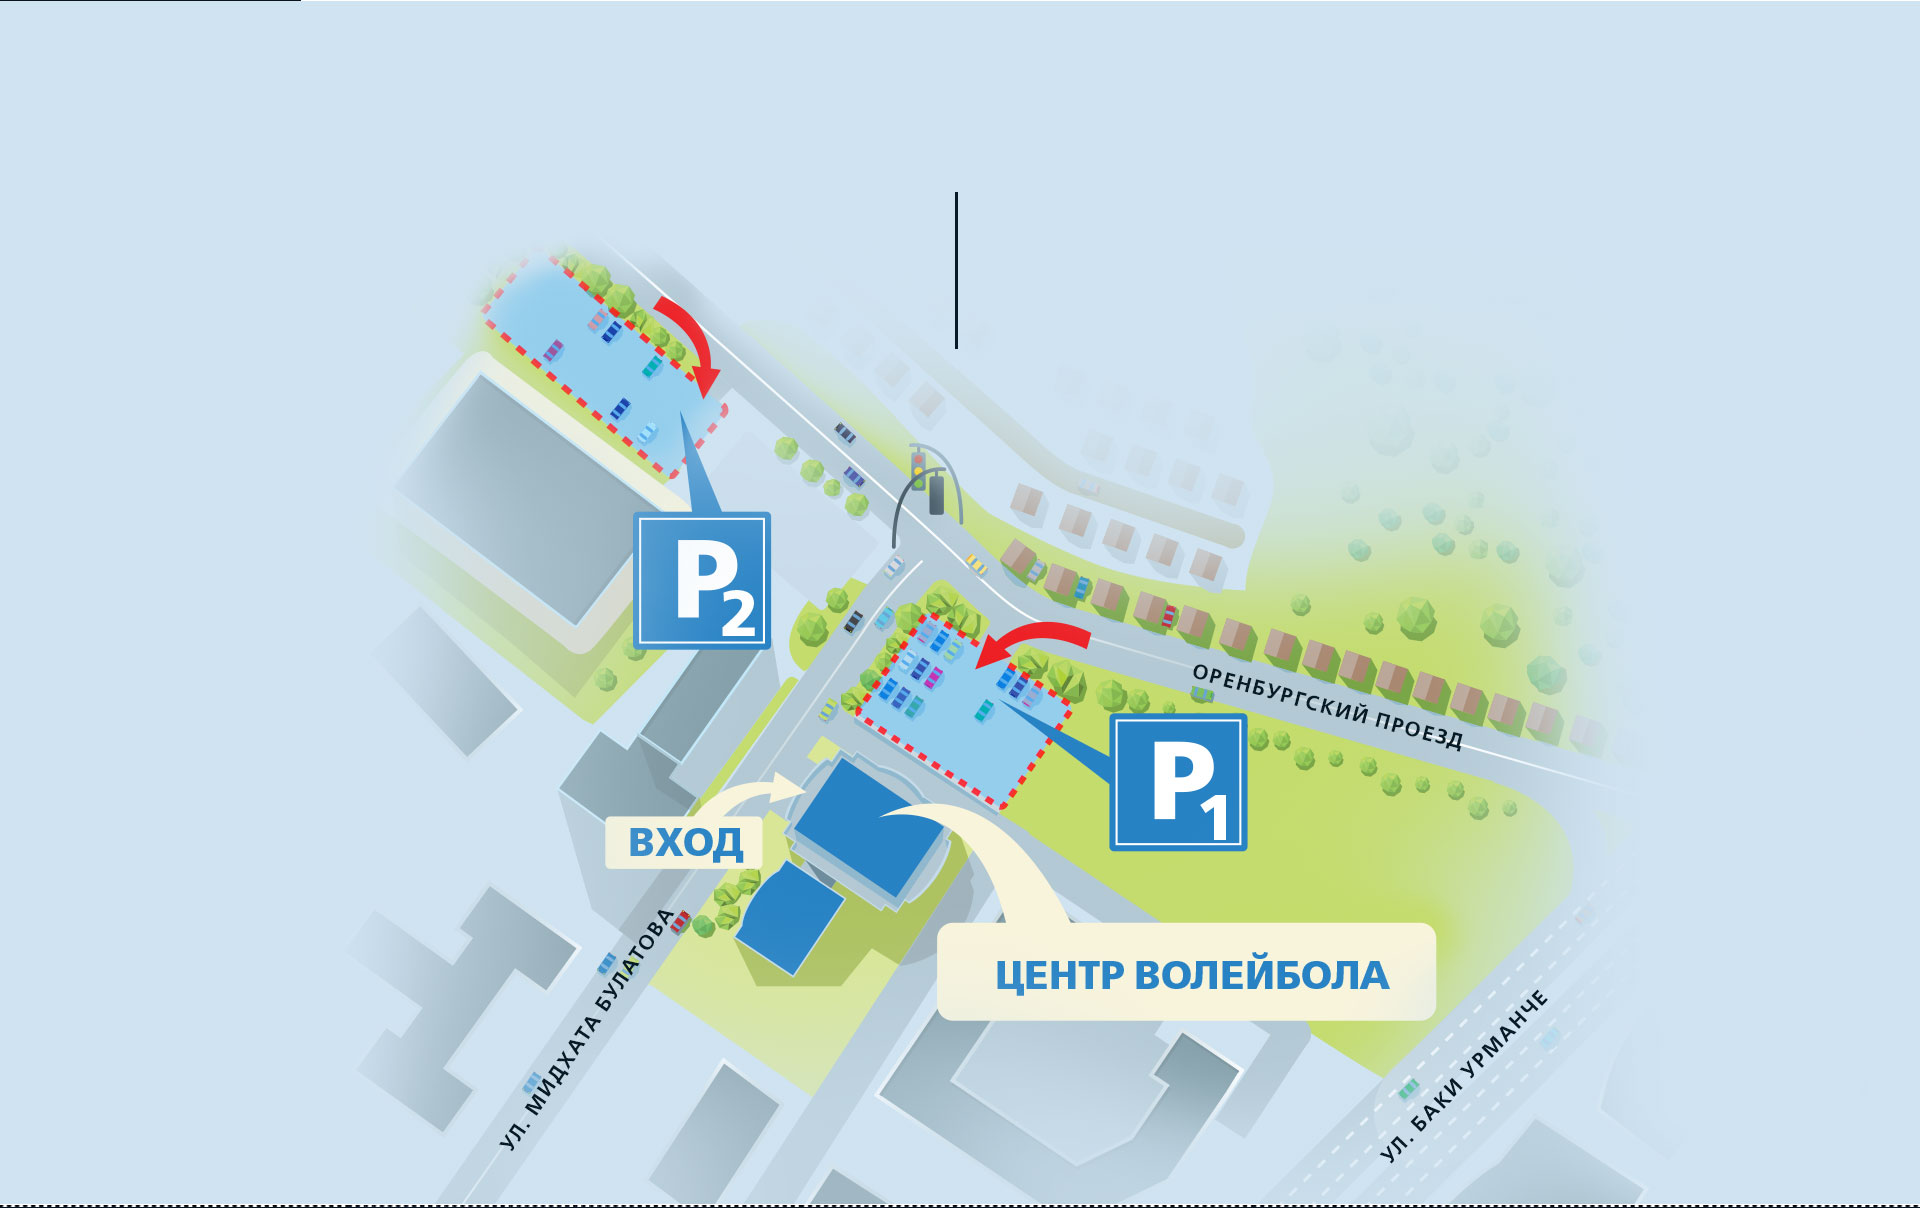 P2
ОРЕНБУРГСКИЙ ПРОЕЗД
P1
ВХОД
ЦЕНТР ВОЛЕЙБОЛА
УЛ. МИДХАТА БУЛАТОВА
УЛ. БАКИ УРМАНЧЕ